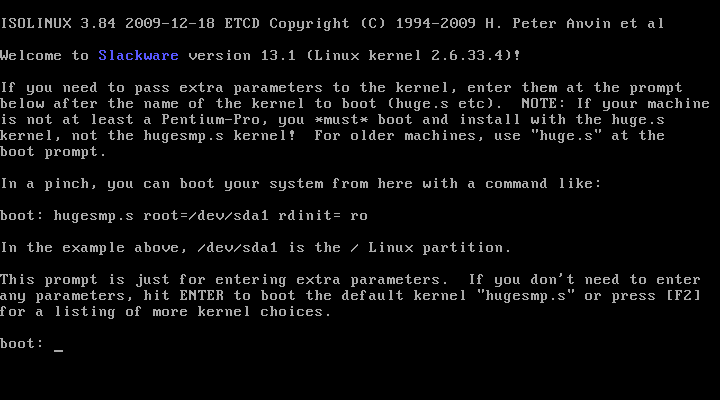 ISOLINUX 3.84 2009-12-18 ETCD Copyright (C) 1994-2009 H. Peter Anvin et al
Welcome to Slackware version 13.1 (Linux kernel 2.6.33.4)!
If you need to pass extra parameters to the kernel, enter them at the prompt
below after the name of the kernel to boot (huge.s etc).  NOTE: If your machine
is not at least a Pentium-Pro, you *must* boot and install with the huge.s
kernel, not the hugesmp.s kernel!  For older machines, use "huge.s" at the
boot prompt.
In a pinch, you can boot your system from here with a command like:
boot: hugesmp.s root=/dev/sda1 rdinit= ro
In the example above, /dev/sda1 is the / Linux partition.
This prompt is just for entering extra parameters.  If you don't need to enter
any parameters, hit ENTER to boot the default kernel "hugesmp.s" or press [F2]
for a listing of more kernel choices.
boot: _